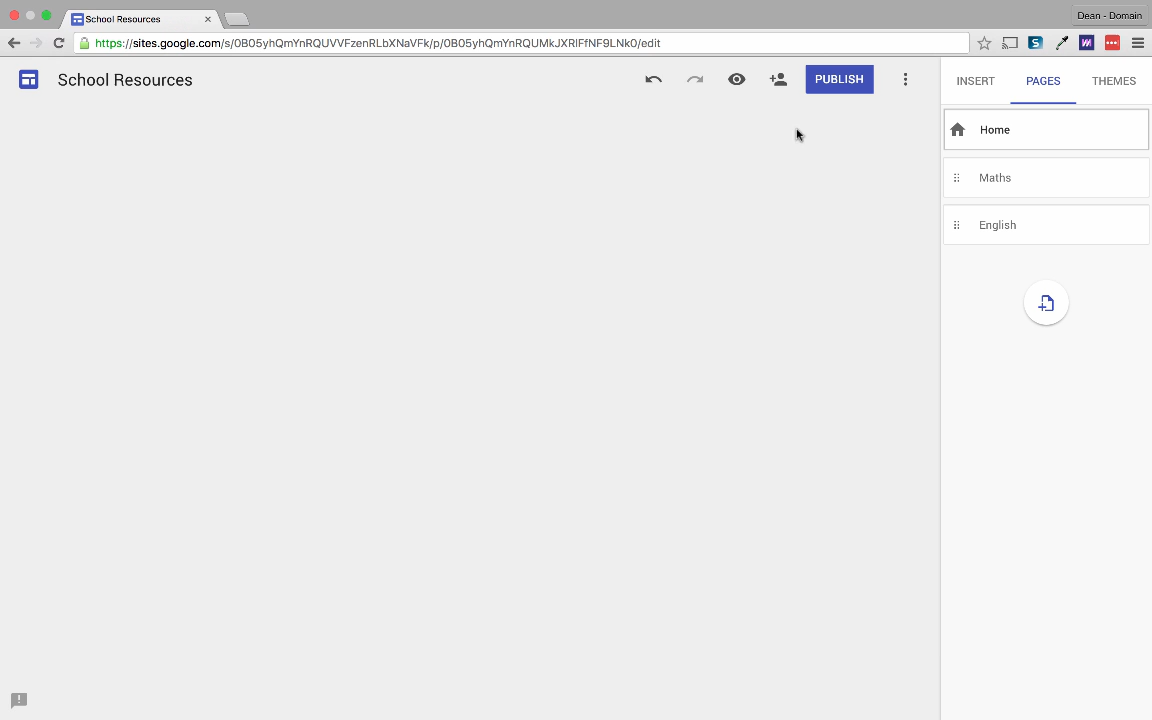 School Resources
Dean - Domain
https://sites.google.com/s/0B05yhQmYnRQUVVFzenRLbXNaVFk/p/0B05yhQmYnRQUMkJXRlFfNF9LNk0/edit
School Resources
PUBLISH
INSERT
PAGES
THEMES
Home
Maths
English